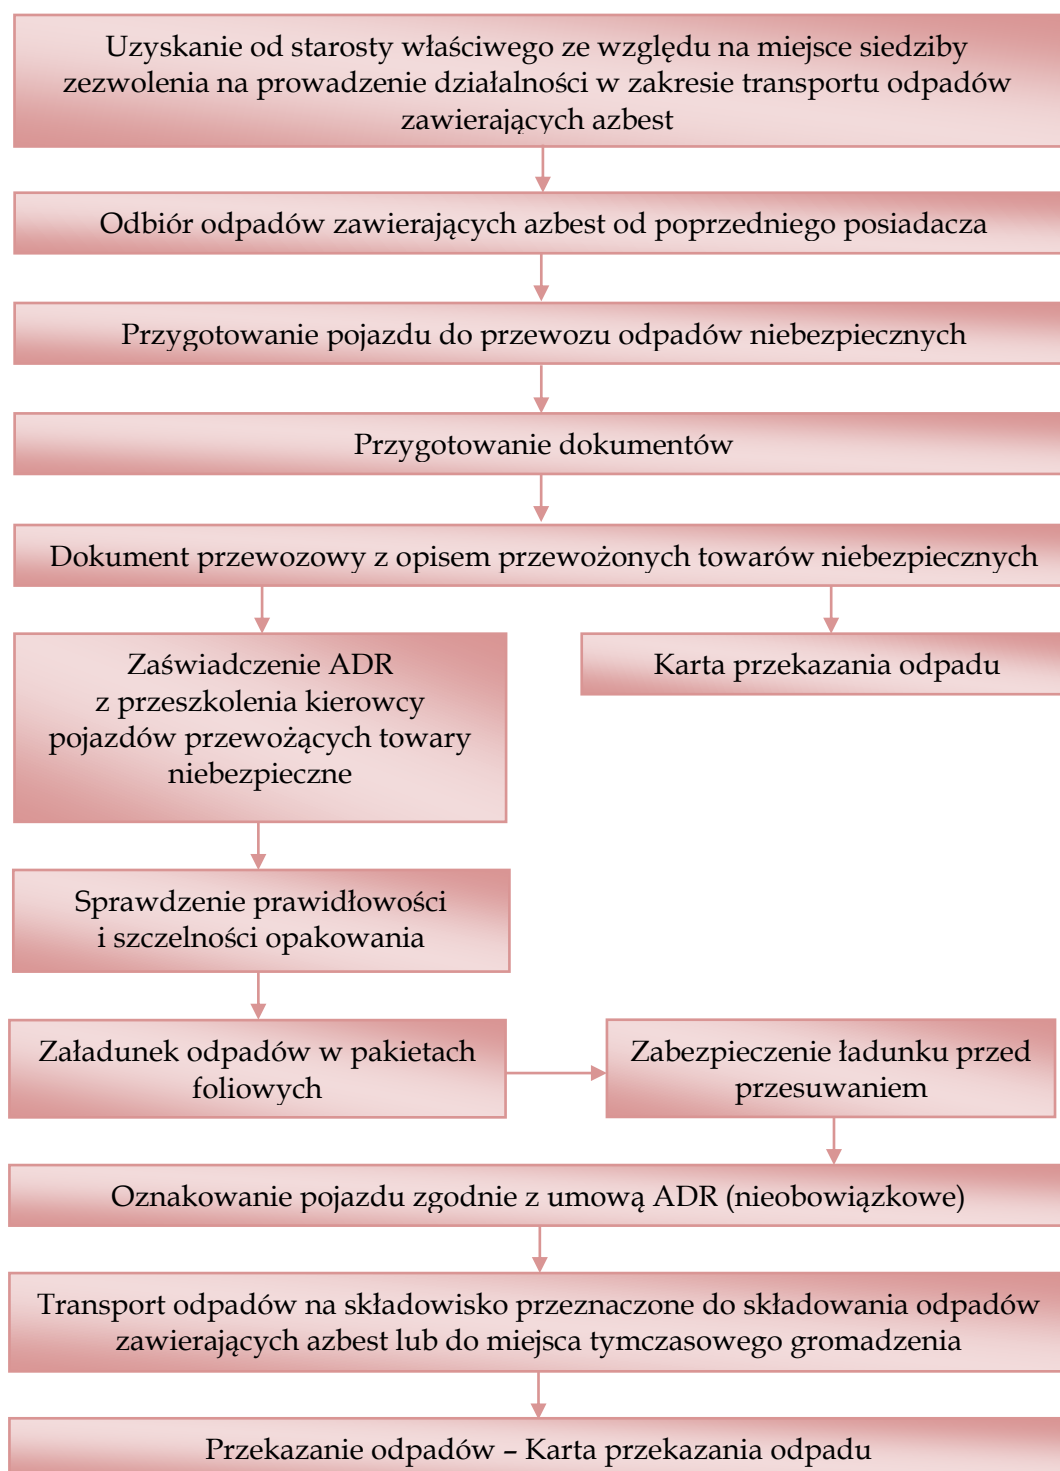 Uzyskanie od starosty właściwego ze względu na miejsce siedziby
zezwolenia na prowadzenie działalności w zakresie transportu odpadów
zawierających azbest
Odbiór odpadów zawierających azbest od poprzedniego posiadacza
Przygotowanie pojazdu do przewozu odpadów niebezpiecznych
Przygotowanie dokumentów
Dokument przewozowy z opisem przewożonych towarów niebezpiecznych
Zaświadczenie ADR
z przeszkolenia kierowcy
pojazdów przewożących towary
niebezpieczne
Karta przekazania odpadu
Sprawdzenie prawidłowości
i szczelności opakowania
Załadunek odpadów w pakietach
foliowych
Zabezpieczenie ładunku przed
przesuwaniem
Oznakowanie pojazdu zgodnie z umową ADR (nieobowiązkowe)
Transport odpadów na składowisko przeznaczone do składowania odpadów
zawierających azbest lub do miejsca tymczasowego gromadzenia
Przekazanie odpadów – Karta przekazania odpadu